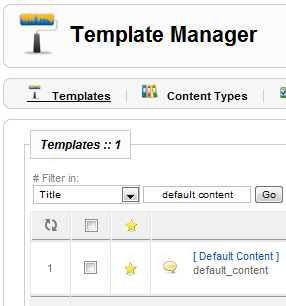 Template Manager
Templates
Content Types
Templates :: 1
# Filter in:
Title
default content
Go
1
[ Default Content ]
default_content